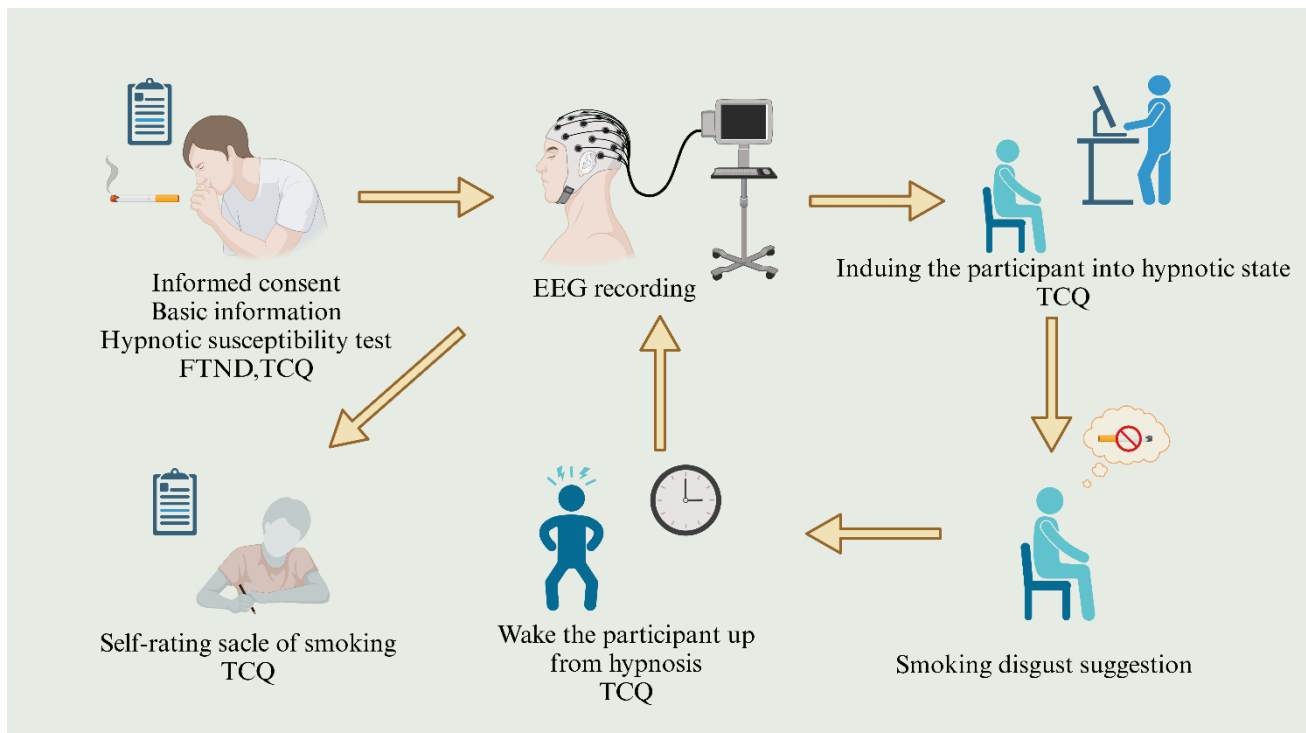 Informed consent
Basic information
Hypnotic susceptibility test
FTND,TCQ
EEG recording
Induing the participant into hypnotic state
TCQ
Self-rating sacle of smoking
TCQ
Wake the participant up
from hypnosis
TCQ
Smoking disgust suggestion